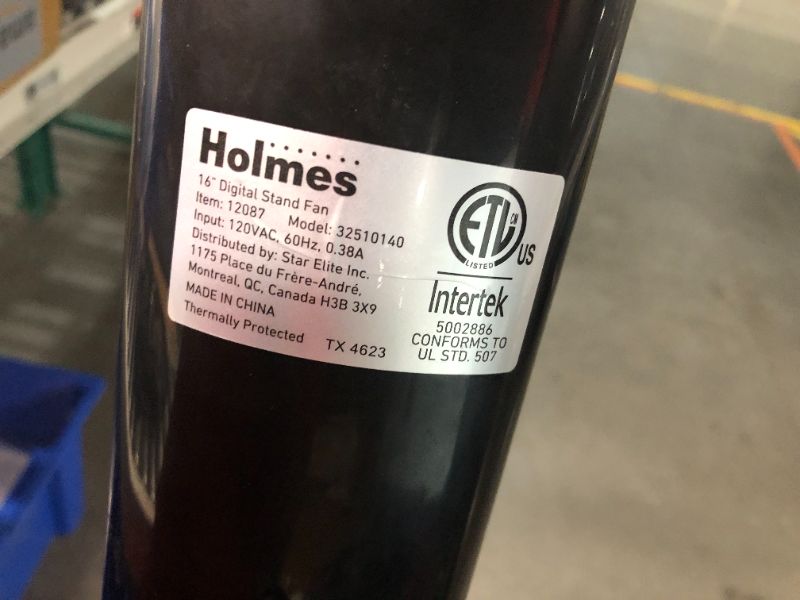 Holmes
16" Digital Stand Fan
Item: 12087 Model: 32510140
Input: 120VAC, 60Hz, 0.38A
Distributed by: Star Elite Inc.
1175 Place du Frère-André,
Montreal, QC, Canada H3B 3X9
MADE IN CHINA
Thermally Protected TX 4623
ETL CM US
LISTED
Intertek
5002886
CONFORMS TO
UL STD. 507